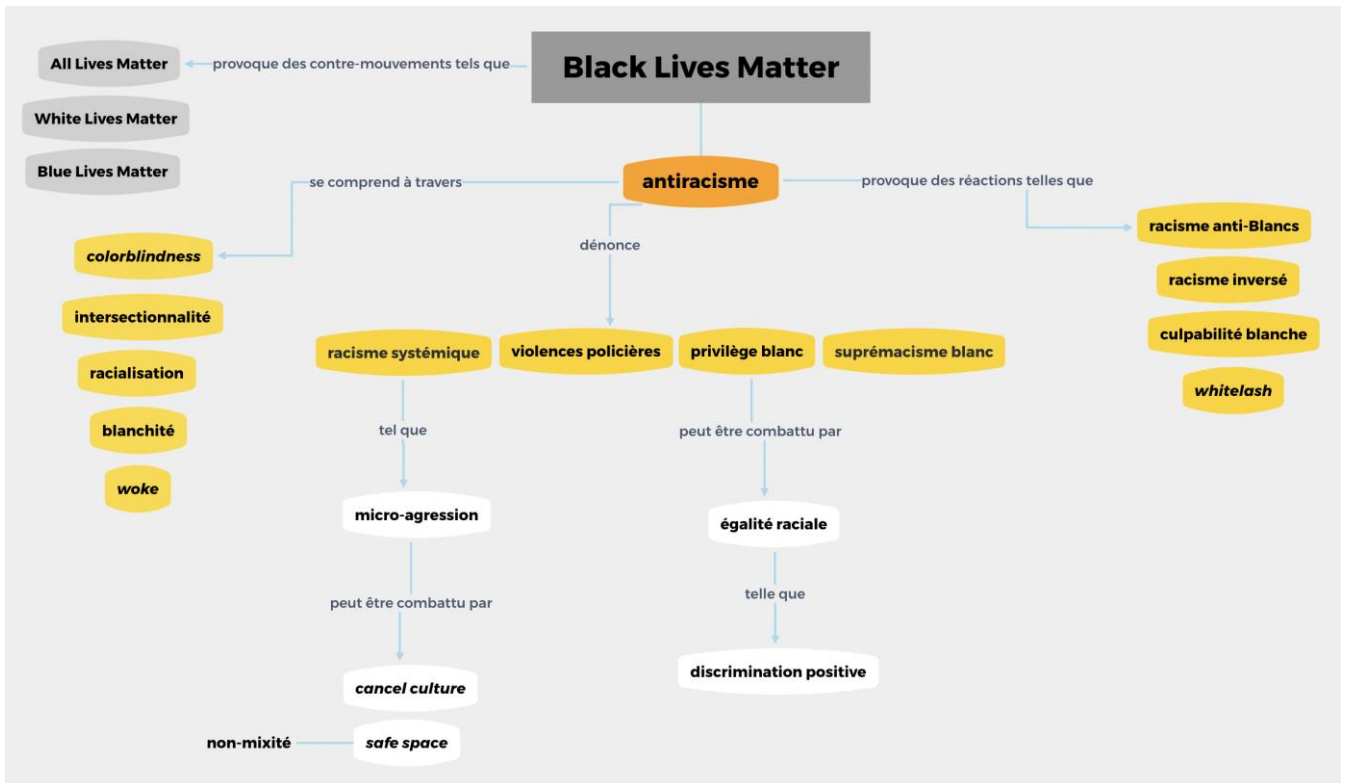 Black Lives Matter
provoque des contre-mouvements tels que
All Lives Matter
White Lives Matter
Blue Lives Matter
antiracisme
se comprend à travers
provoque des réactions telles que
dénonce
colorblindness
intersectionnalité
racialisation
blanchité
woke
racisme anti-Blancs
racisme inversé
culpabilité blanche
whitelash
racisme systémique
violences policières
privilège blanc
suprémacisme blanc
tel que
peut être combattu par
micro-agression
égalité raciale
peut être combattu par
telle que
cancel culture
discrimination positive
non-mixité
safe space